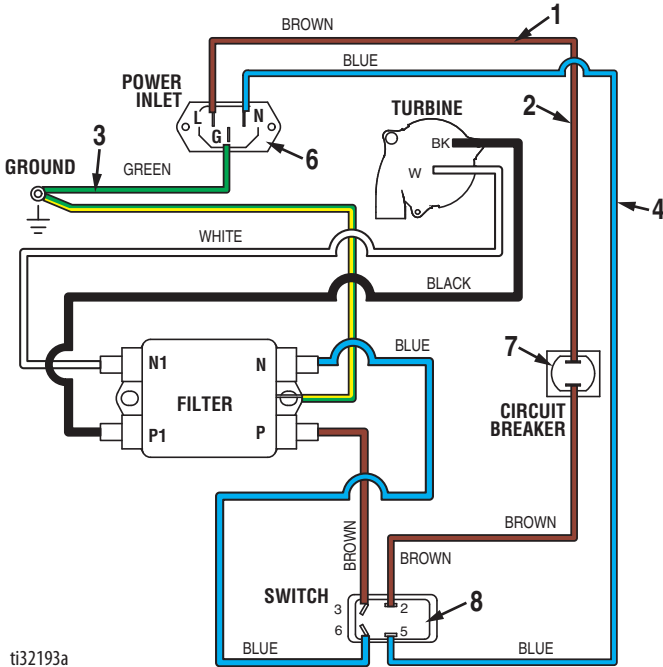 1
BROWN
BLUE
POWER
INLET
L
N
G
TURBINE
2
BK
W
3
6
GROUND
GREEN
4
WHITE
BLACK
BLUE
7
N1
N
FILTER
P1
P
CIRCUIT
BREAKER
BROWN
BROWN
BROWN
SWITCH
3
2
8
6
5
BLUE
BLUE
ti32193a